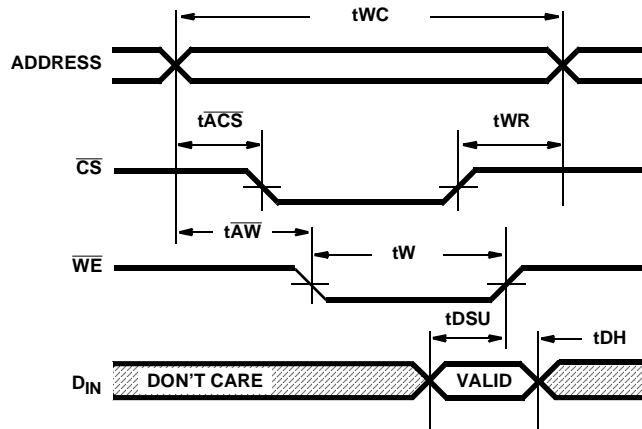 tWC
ADDRESS
tACS
tWR
CS
tAW
tW
WE
tDSU
tDH
DIN
DON'T CARE
VALID